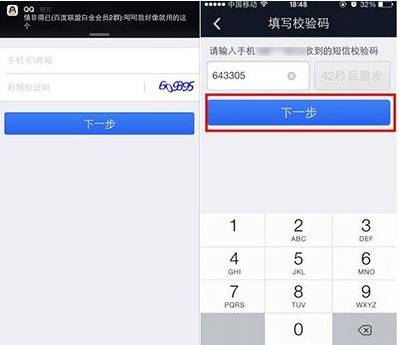 QQ 现在
情非得已(百度联盟白金会员2群):呵呵我好像就用的这
个
手机号\邮箱
右侧验证码
下一步
中国移动 18:48 32%
填写校验码
请输入手机 收到的短信校验码
643305 42秒后重发
下一步
1 2 3
ABC DEF
4 5 6
GHI JKL MNO
7 8 9
PQRS TUV WXYZ
0